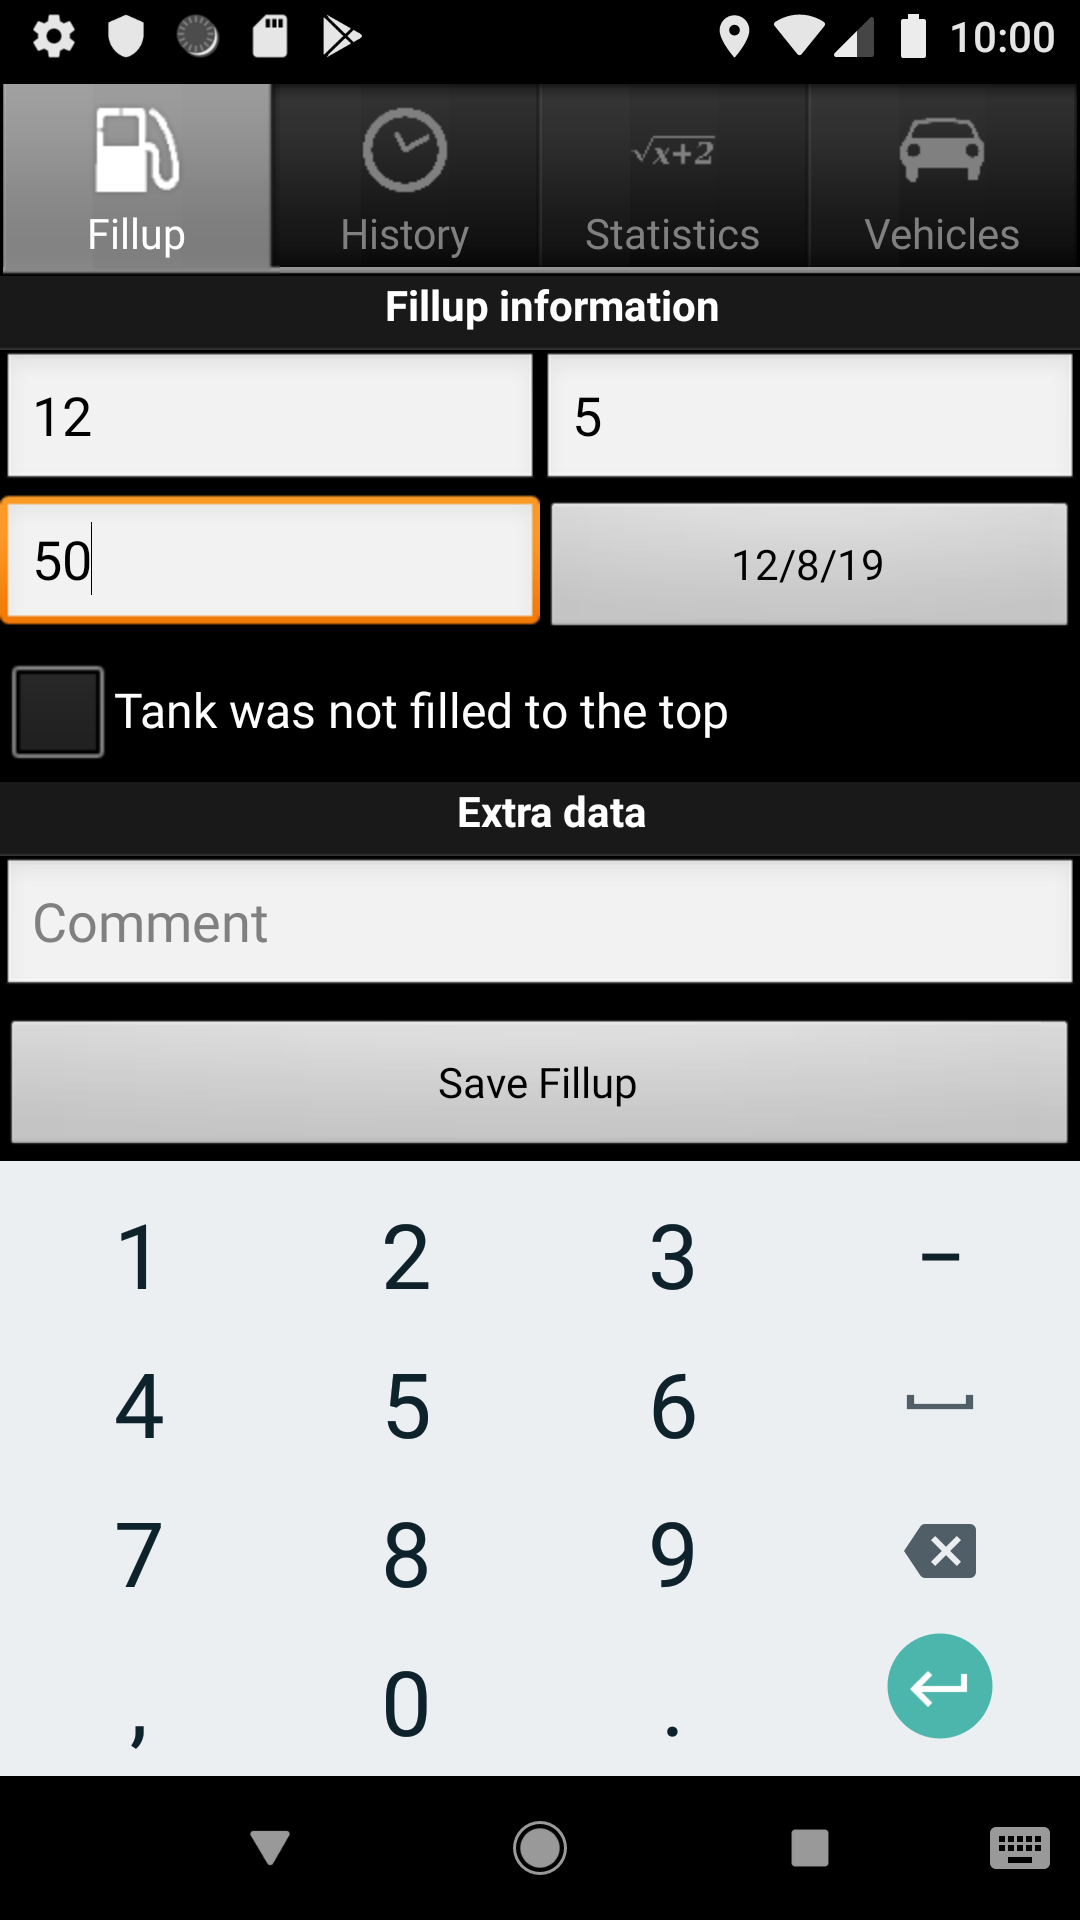 10:00
Fillup
History
√x+2
Statistics
Vehicles
Fillup information
12
5
50
12/8/19
Tank was not filled to the top
Extra data
Comment
Save Fillup
1 2 3 –
4 5 6
7 8 9
, 0 .